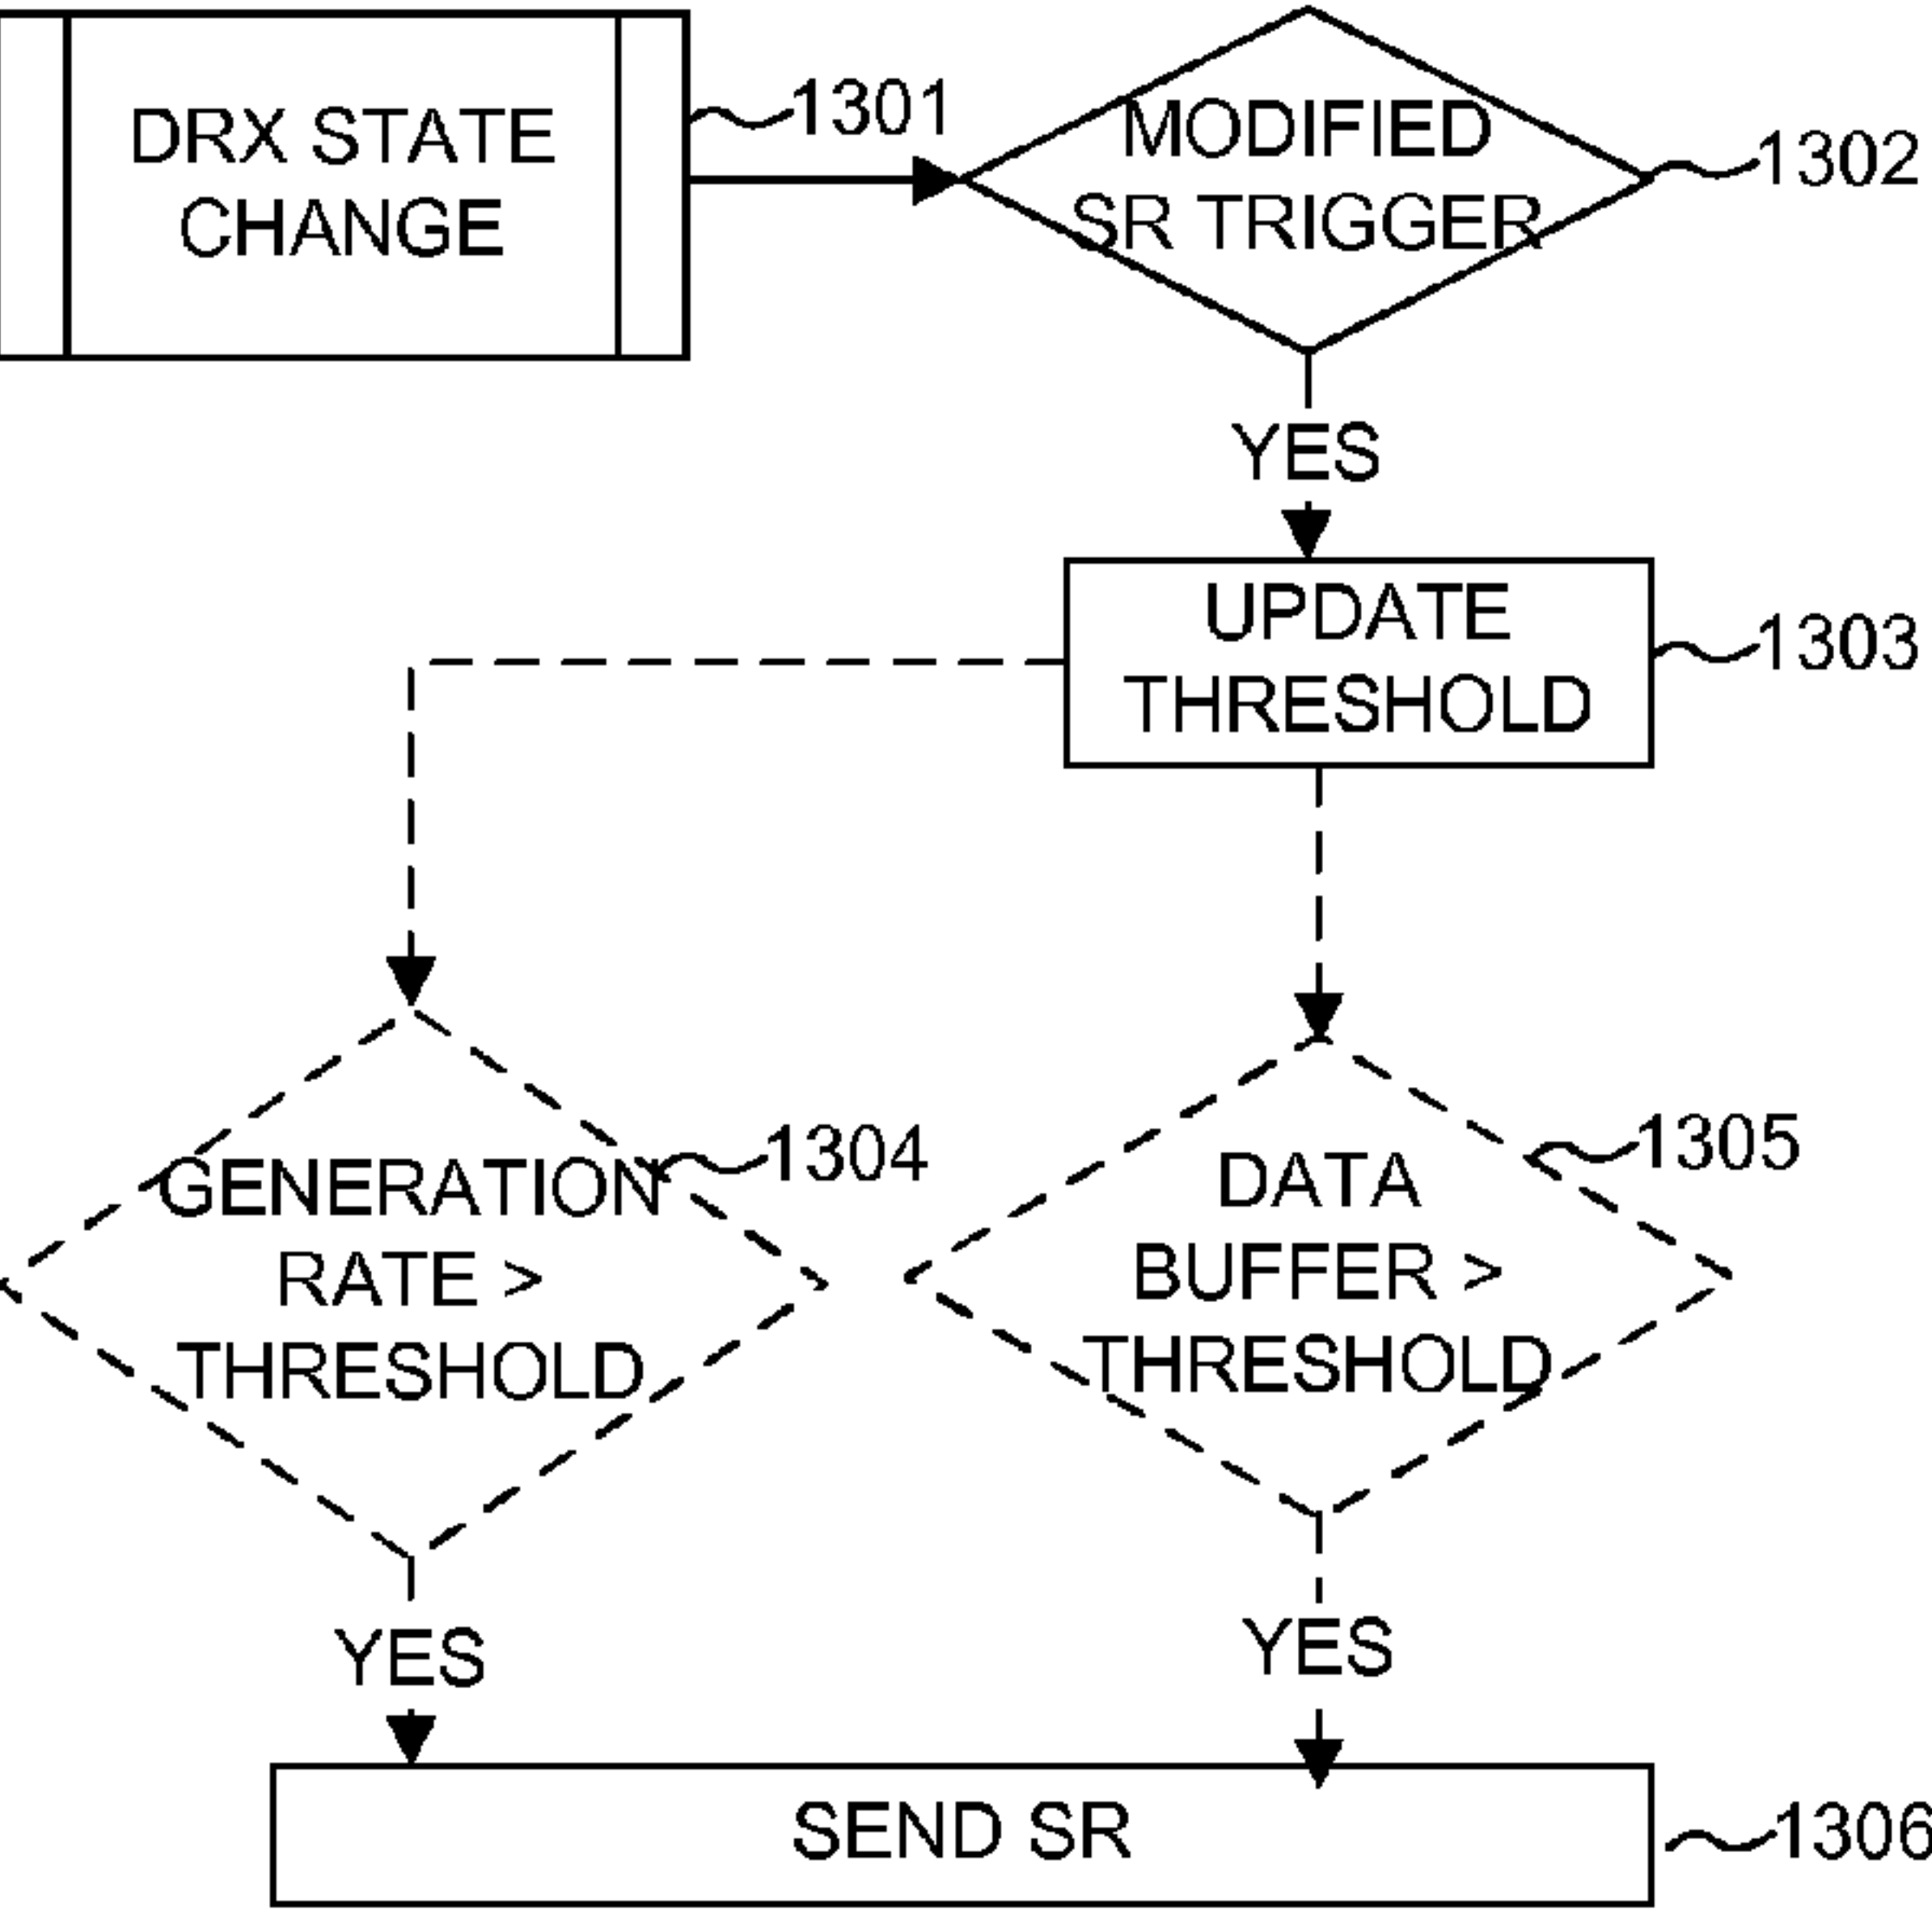 DRX STATE
CHANGE
1301
MODIFIED
SR TRIGGER
1302
YES
UPDATE
THRESHOLD
1303
GENERATION
RATE >
THRESHOLD
1304
DATA
BUFFER >
THRESHOLD
1305
YES
YES
SEND SR
1306